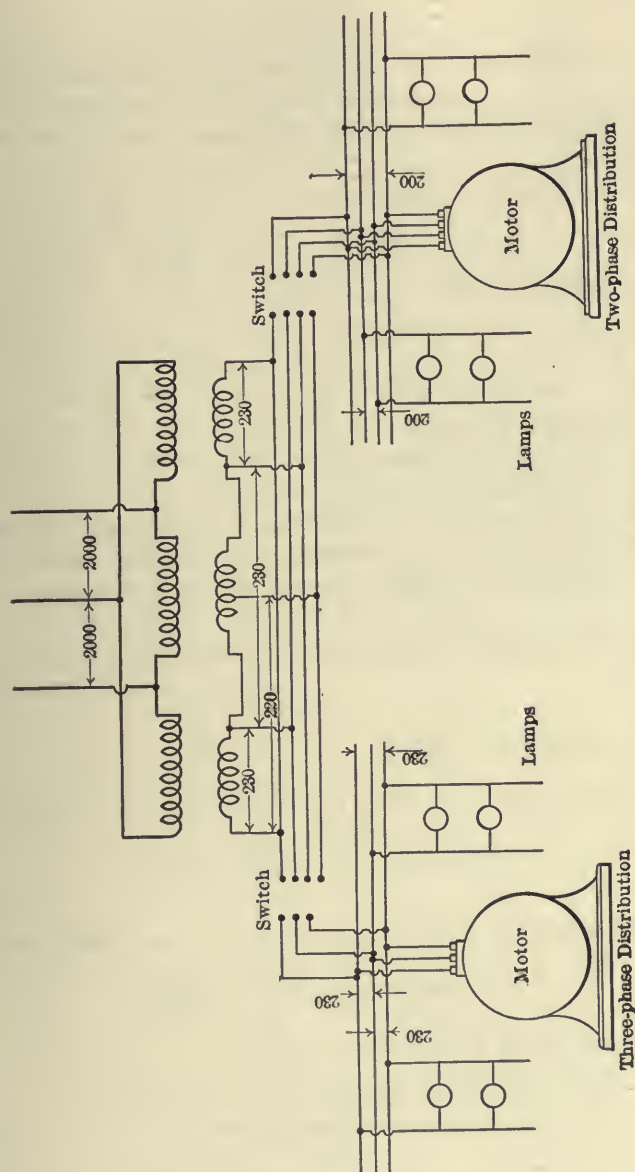 2000
2000
230
230
220
230
Switch
Switch
230
230
230
Lamps
Motor
Three-phase Distribution
200
200
Lamps
Motor
Two-phase Distribution